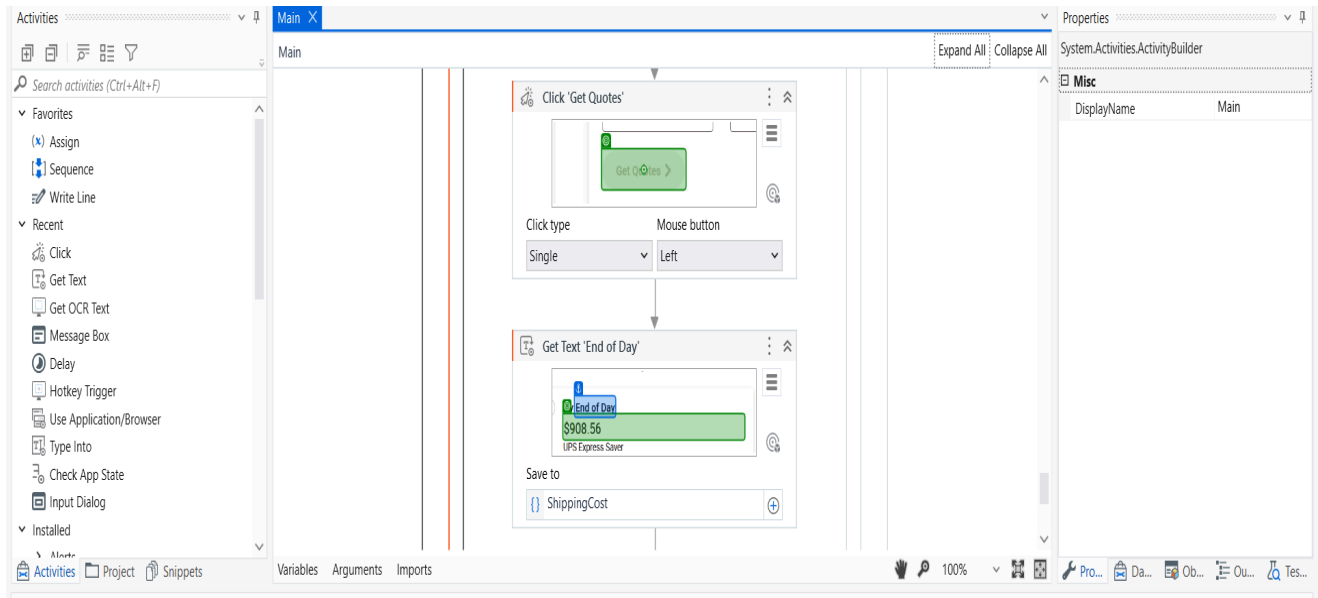 Activities
Search activities (Ctrl+Alt+F)
Favorites
Assign
Sequence
Write Line
Recent
Click
Get Text
Get OCR Text
Message Box
Delay
Hotkey Trigger
Use Application/Browser
Type Into
Check App State
Input Dialog
Installed
Alerts
Activities Project Snippets
Main
Main Expand All Collapse All
Click 'Get Quotes'
Get Quotes
Click type Mouse button
Single Left
Get Text 'End of Day'
End of Day
$908.56
UPS Express Saver
Save to
ShippingCost
Variables Arguments Imports 100%
Properties
System.Activities.ActivityBuilder
Misc
DisplayName Main
Pro... Da... Ob... Ou... Tes...